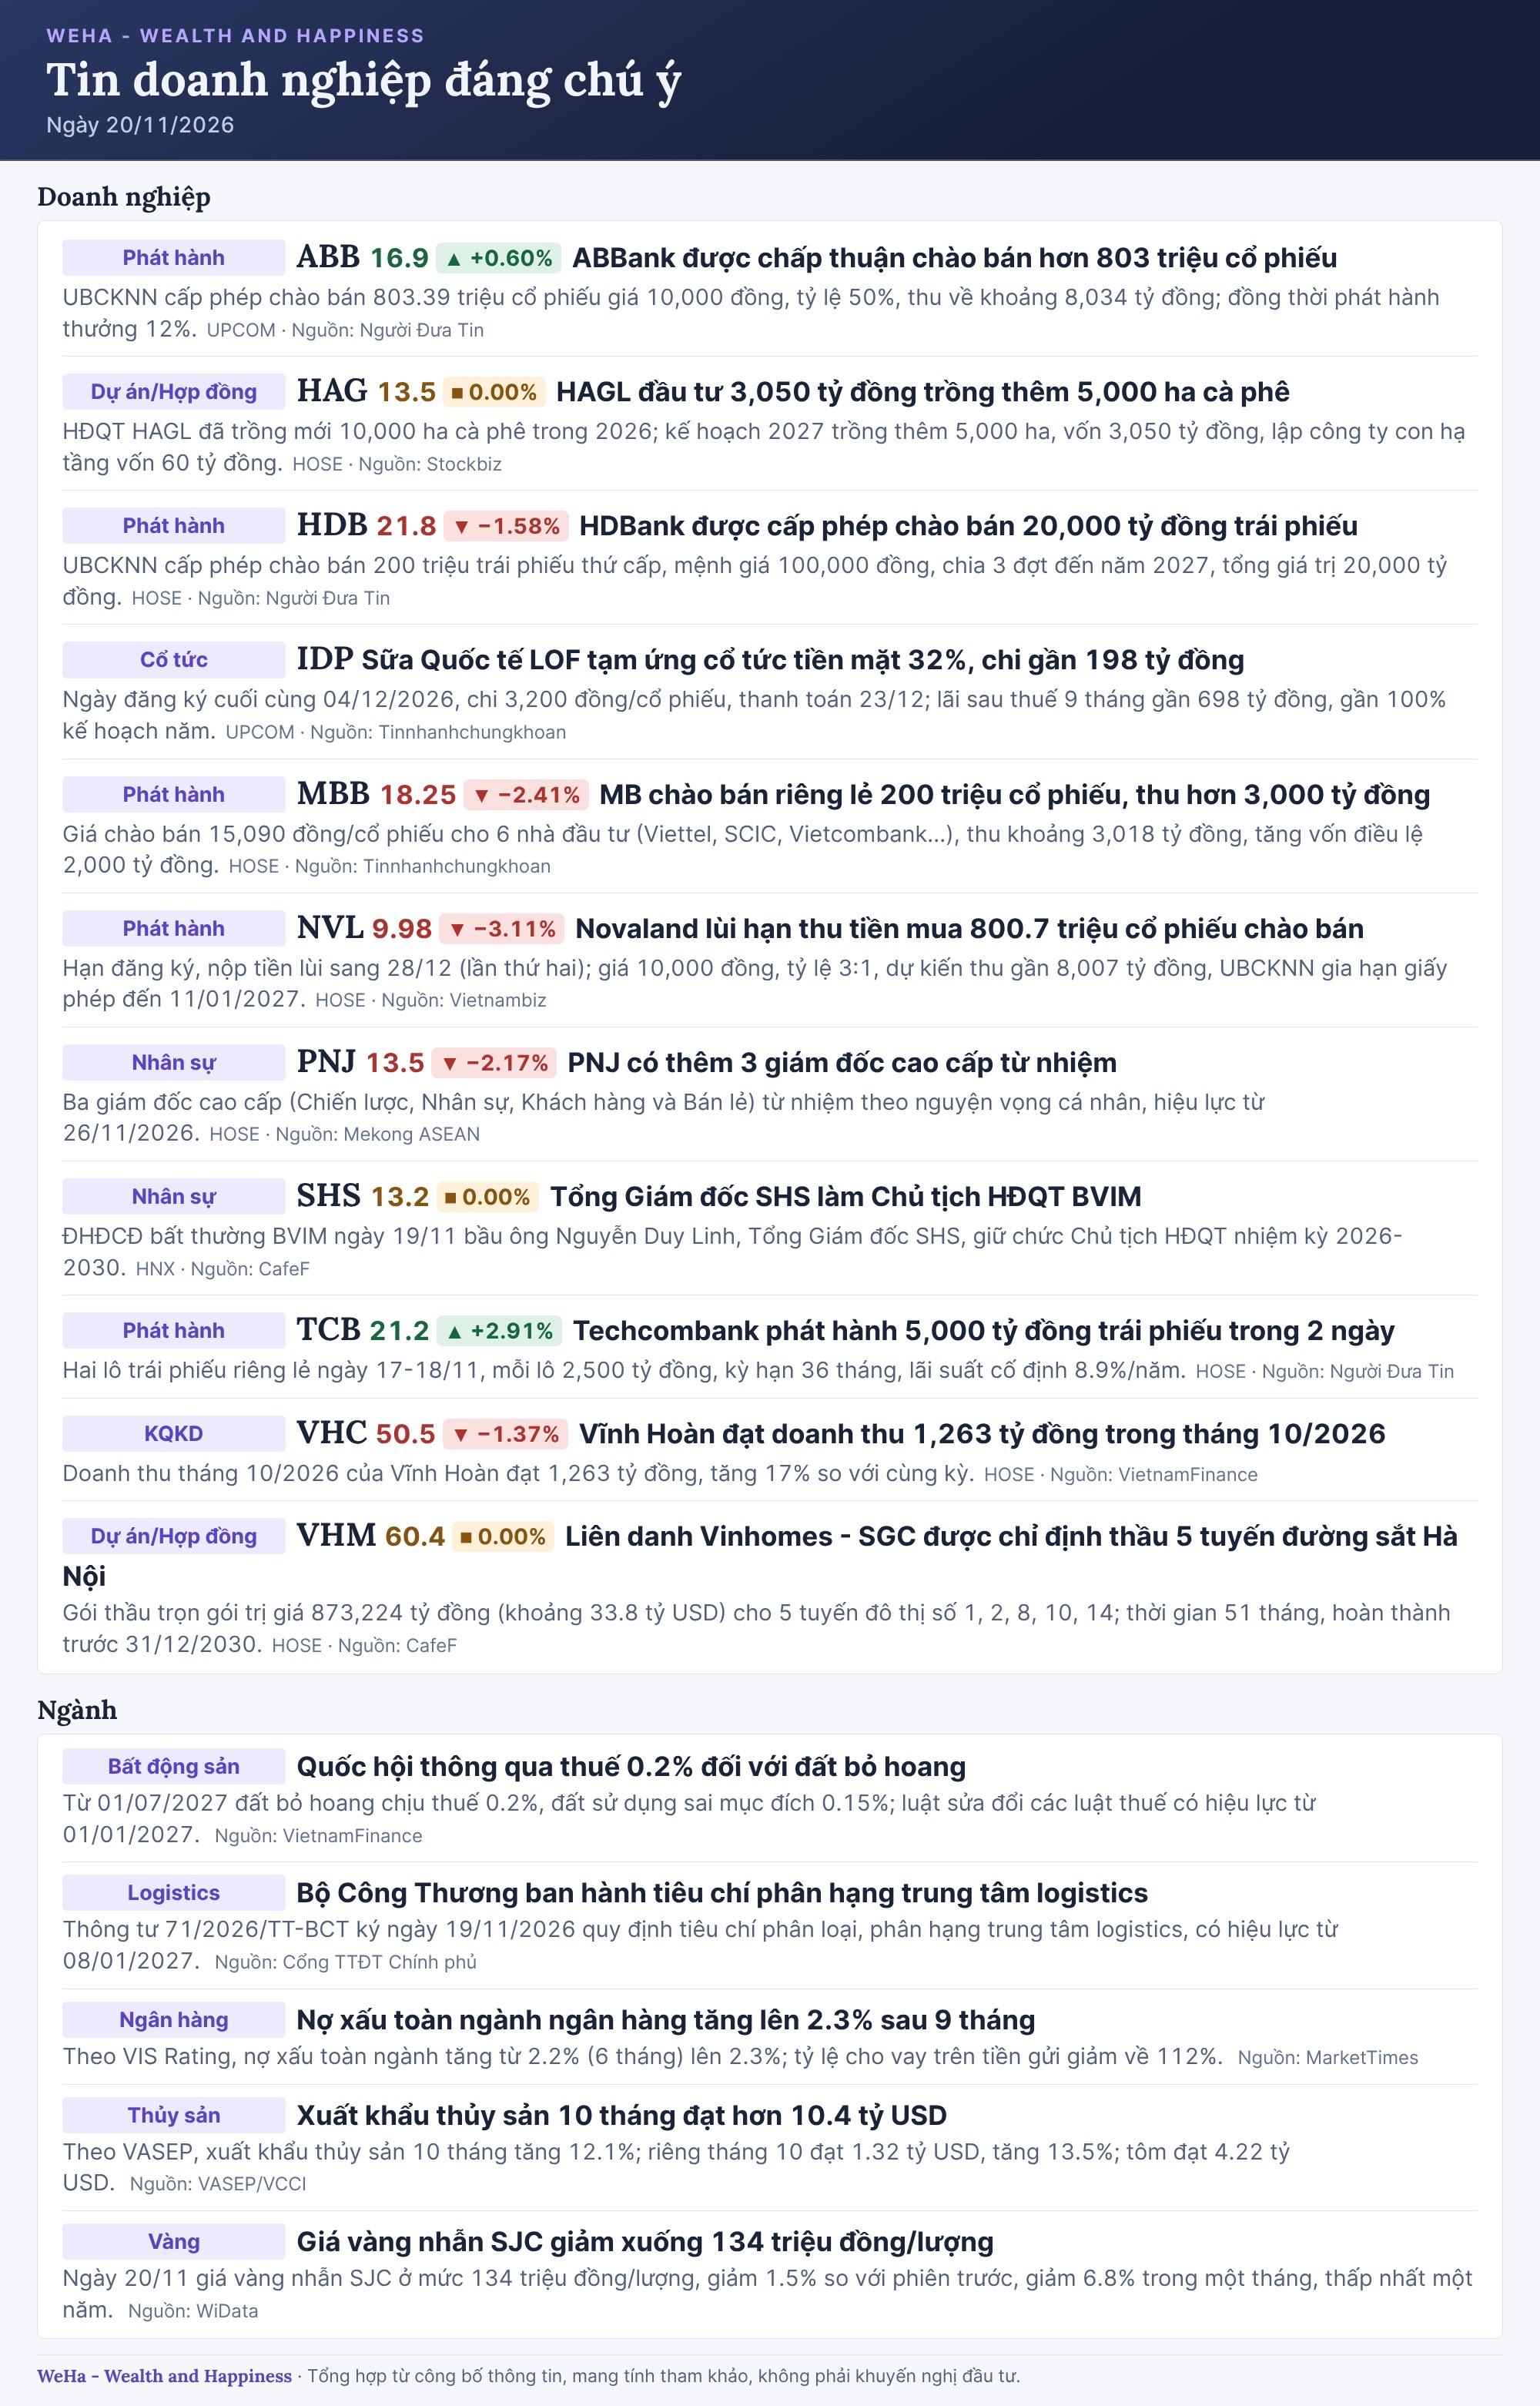 WEHA - WEALTH AND HAPPINESS
Tin doanh nghiệp đáng chú ý
Ngày 20/11/2026
Doanh nghiệp
Phát hành ABB 16.9 ▲ +0.60% ABBank được chấp thuận chào bán hơn 803 triệu cổ phiếu
UBCKNN cấp phép chào bán 803.39 triệu cổ phiếu giá 10,000 đồng, tỷ lệ 50%, thu về khoảng 8,034 tỷ đồng; đồng thời phát hành
thưởng 12%. UPCOM · Nguồn: Người Đưa Tin
Dự án/Hợp đồng HAG 13.5 ■ 0.00% HAGL đầu tư 3,050 tỷ đồng trồng thêm 5,000 ha cà phê
HĐQT HAGL đã trồng mới 10,000 ha cà phê trong 2026; kế hoạch 2027 trồng thêm 5,000 ha, vốn 3,050 tỷ đồng, lập công ty con hạ
tầng vốn 60 tỷ đồng. HOSE · Nguồn: Stockbiz
Phát hành HDB 21.8 ▼ −1.58% HDBank được cấp phép chào bán 20,000 tỷ đồng trái phiếu
UBCKNN cấp phép chào bán 200 triệu trái phiếu thứ cấp, mệnh giá 100,000 đồng, chia 3 đợt đến năm 2027, tổng giá trị 20,000 tỷ
đồng. HOSE · Nguồn: Người Đưa Tin
Cổ tức IDP Sữa Quốc tế LOF tạm ứng cổ tức tiền mặt 32%, chi gần 198 tỷ đồng
Ngày đăng ký cuối cùng 04/12/2026, chi 3,200 đồng/cổ phiếu, thanh toán 23/12; lãi sau thuế 9 tháng gần 698 tỷ đồng, gần 100%
kế hoạch năm. UPCOM · Nguồn: Tinnhanhchungkhoan
Phát hành MBB 18.25 ▼ −2.41% MB chào bán riêng lẻ 200 triệu cổ phiếu, thu hơn 3,000 tỷ đồng
Giá chào bán 15,090 đồng/cổ phiếu cho 6 nhà đầu tư (Viettel, SCIC, Vietcombank...), thu khoảng 3,018 tỷ đồng, tăng vốn điều lệ
2,000 tỷ đồng. HOSE · Nguồn: Tinnhanhchungkhoan
Phát hành NVL 9.98 ▼ −3.11% Novaland lùi hạn thu tiền mua 800.7 triệu cổ phiếu chào bán
Hạn đăng ký, nộp tiền lùi sang 28/12 (lần thứ hai); giá 10,000 đồng, tỷ lệ 3:1, dự kiến thu gần 8,007 tỷ đồng, UBCKNN gia hạn giấy
phép đến 11/01/2027. HOSE · Nguồn: Vietnambiz
Nhân sự PNJ 13.5 ▼ −2.17% PNJ có thêm 3 giám đốc cao cấp từ nhiệm
Ba giám đốc cao cấp (Chiến lược, Nhân sự, Khách hàng và Bán lẻ) từ nhiệm theo nguyện vọng cá nhân, hiệu lực từ
26/11/2026. HOSE · Nguồn: Mekong ASEAN
Nhân sự SHS 13.2 ■ 0.00% Tổng Giám đốc SHS làm Chủ tịch HĐQT BVIM
ĐHĐCĐ bất thường BVIM ngày 19/11 bầu ông Nguyễn Duy Linh, Tổng Giám đốc SHS, giữ chức Chủ tịch HĐQT nhiệm kỳ 2026-
2030. HNX · Nguồn: CafeF
Phát hành TCB 21.2 ▲ +2.91% Techcombank phát hành 5,000 tỷ đồng trái phiếu trong 2 ngày
Hai lô trái phiếu riêng lẻ ngày 17-18/11, mỗi lô 2,500 tỷ đồng, kỳ hạn 36 tháng, lãi suất cố định 8.9%/năm. HOSE · Nguồn: Người Đưa Tin
KQKD VHC 50.5 ▼ −1.37% Vĩnh Hoàn đạt doanh thu 1,263 tỷ đồng trong tháng 10/2026
Doanh thu tháng 10/2026 của Vĩnh Hoàn đạt 1,263 tỷ đồng, tăng 17% so với cùng kỳ. HOSE · Nguồn: VietnamFinance
Dự án/Hợp đồng VHM 60.4 ■ 0.00% Liên danh Vinhomes - SGC được chỉ định thầu 5 tuyến đường sắt Hà
Nội
Gói thầu trọn gói trị giá 873,224 tỷ đồng (khoảng 33.8 tỷ USD) cho 5 tuyến đô thị số 1, 2, 8, 10, 14; thời gian 51 tháng, hoàn thành
trước 31/12/2030. HOSE · Nguồn: CafeF
Ngành
Bất động sản Quốc hội thông qua thuế 0.2% đối với đất bỏ hoang
Từ 01/07/2027 đất bỏ hoang chịu thuế 0.2%, đất sử dụng sai mục đích 0.15%; luật sửa đổi các luật thuế có hiệu lực từ
01/01/2027. Nguồn: VietnamFinance
Logistics Bộ Công Thương ban hành tiêu chí phân hạng trung tâm logistics
Thông tư 71/2026/TT-BCT ký ngày 19/11/2026 quy định tiêu chí phân loại, phân hạng trung tâm logistics, có hiệu lực từ
08/01/2027. Nguồn: Cổng TTĐT Chính phủ
Ngân hàng Nợ xấu toàn ngành ngân hàng tăng lên 2.3% sau 9 tháng
Theo VIS Rating, nợ xấu toàn ngành tăng từ 2.2% (6 tháng) lên 2.3%; tỷ lệ cho vay trên tiền gửi giảm về 112%. Nguồn: MarketTimes
Thủy sản Xuất khẩu thủy sản 10 tháng đạt hơn 10.4 tỷ USD
Theo VASEP, xuất khẩu thủy sản 10 tháng tăng 12.1%; riêng tháng 10 đạt 1.32 tỷ USD, tăng 13.5%; tôm đạt 4.22 tỷ
USD. Nguồn: VASEP/VCCI
Vàng Giá vàng nhẫn SJC giảm xuống 134 triệu đồng/lượng
Ngày 20/11 giá vàng nhẫn SJC ở mức 134 triệu đồng/lượng, giảm 1.5% so với phiên trước, giảm 6.8% trong một tháng, thấp nhất một
năm. Nguồn: WiData
WeHa - Wealth and Happiness · Tổng hợp từ công bố thông tin, mang tính tham khảo, không phải khuyến nghị đầu tư.